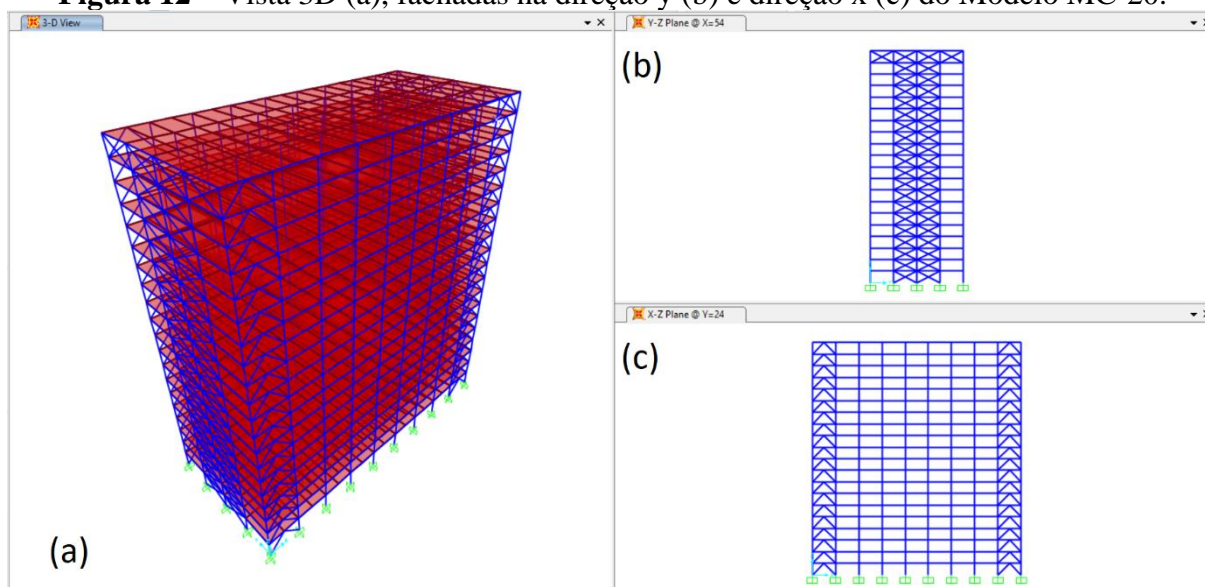 Figura 12 – Vista 3D (a), fachadas na direção y (b) e direção x (c) do Modelo MC-20.
3-D View
(a)
Y-Z Plane @ X=54
(b)
X-Z Plane @ Y=24
(c)